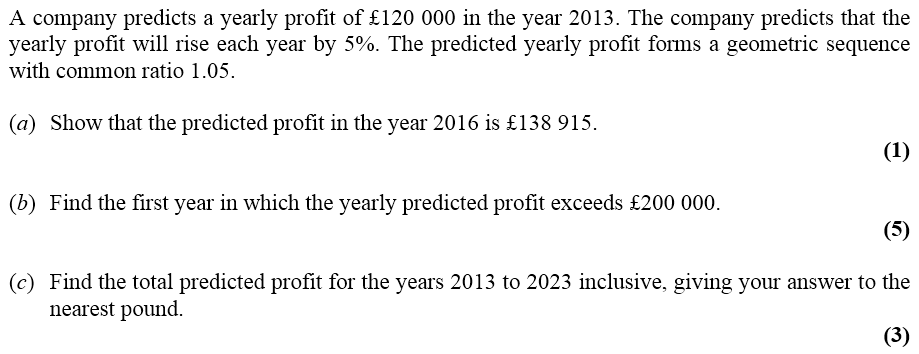 A company predicts a yearly profit of £120 000 in the year 2013. The company predicts that the
yearly profit will rise each year by 5%. The predicted yearly profit forms a geometric sequence
with common ratio 1.05.
(a) Show that the predicted profit in the year 2016 is £138 915.
(1)
(b) Find the first year in which the yearly predicted profit exceeds £200 000.
(5)
(c) Find the total predicted profit for the years 2013 to 2023 inclusive, giving your answer to the
nearest pound.
(3)